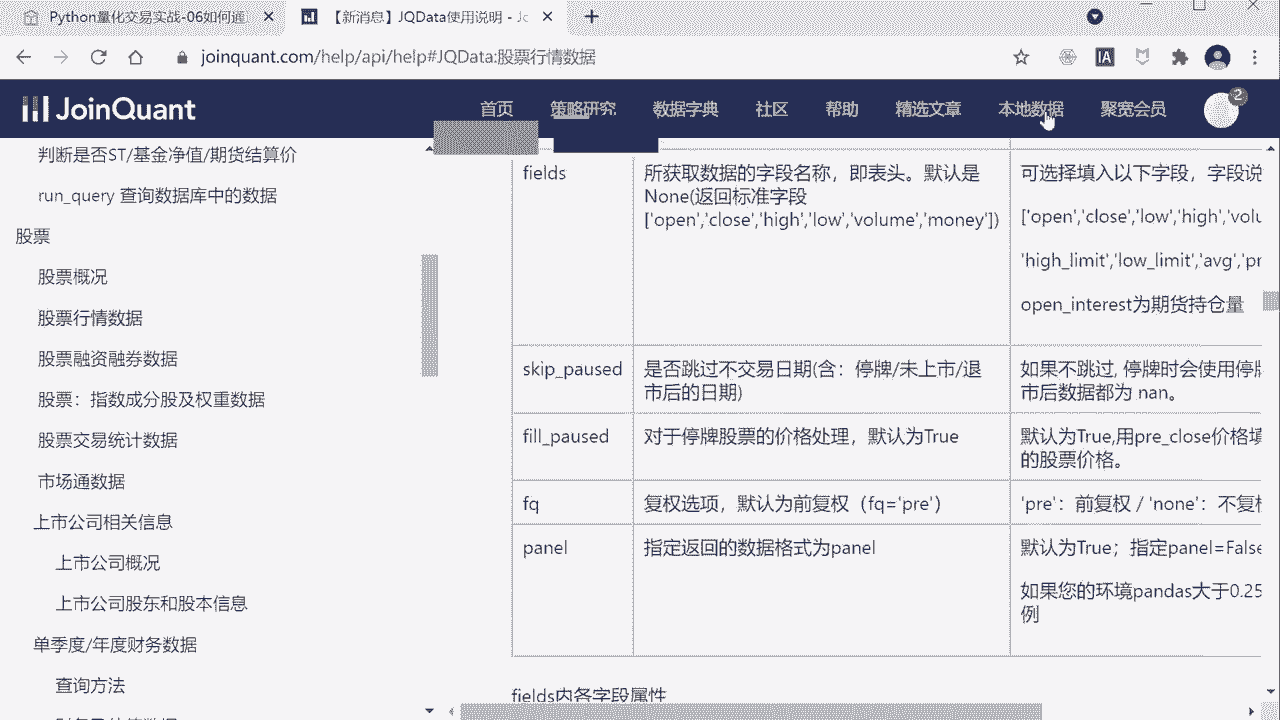 Python量化交易实战-06如何通
【新消息】JQData使用说明 - Jc
joinquant.com/help/api/help#JQData:股票行情数据
IA
JoinQuant
首页
策略研究
数据字典
社区
帮助
精选文章
本地数据
聚宽会员
2
判断是否ST/基金净值/期货结算价
run_query 查询数据库中的数据
股票
股票概况
股票行情数据
股票融资融券数据
股票：指数成分股及权重数据
股票交易统计数据
市场通数据
上市公司相关信息
上市公司概况
上市公司股东和股本信息
单季度/年度财务数据
查询方法
fields
所获取数据的字段名称，即表头。默认是
None(返回标准字段
['open','close','high','low','volume','money'])
可选择填入以下字段，字段说
['open','close','low','high','volu
'high_limit','low_limit','avg','pr
open_interest为期货持仓量
skip_paused
是否跳过不交易日期(含：停牌/未上市/退
市后的日期)
如果不跳过, 停牌时会使用停牌
市后数据都为 nan。
fill_paused
对于停牌股票的价格处理，默认为True
默认为True,用pre_close价格填
的股票价格。
fq
复权选项，默认为前复权（fq='pre'）
'pre'：前复权 / 'none'：不复权
panel
指定返回的数据格式为panel
默认为True；指定panel=False
如果您的环境pandas大于0.25
例
fields内各字段属性